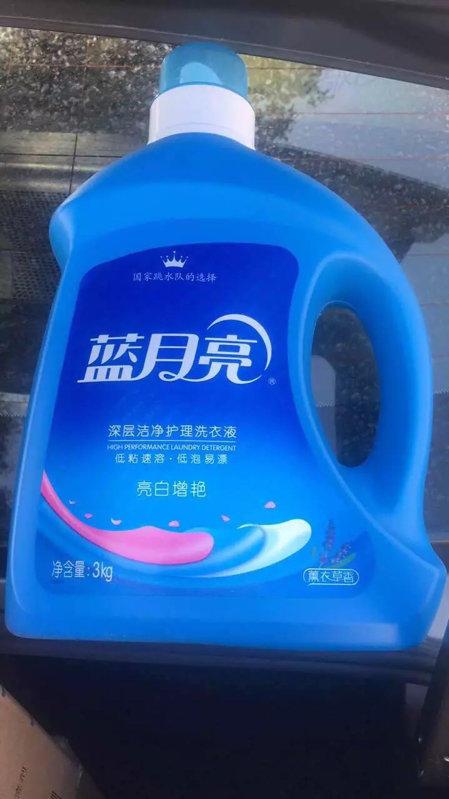 国家跳水队的选择
蓝月亮®
深层洁净护理洗衣液
HIGH PERFORMANCE LAUNDRY DETERGENT
低粘速溶·低泡易漂
亮白增艳
净含量:3kg
薰衣草香